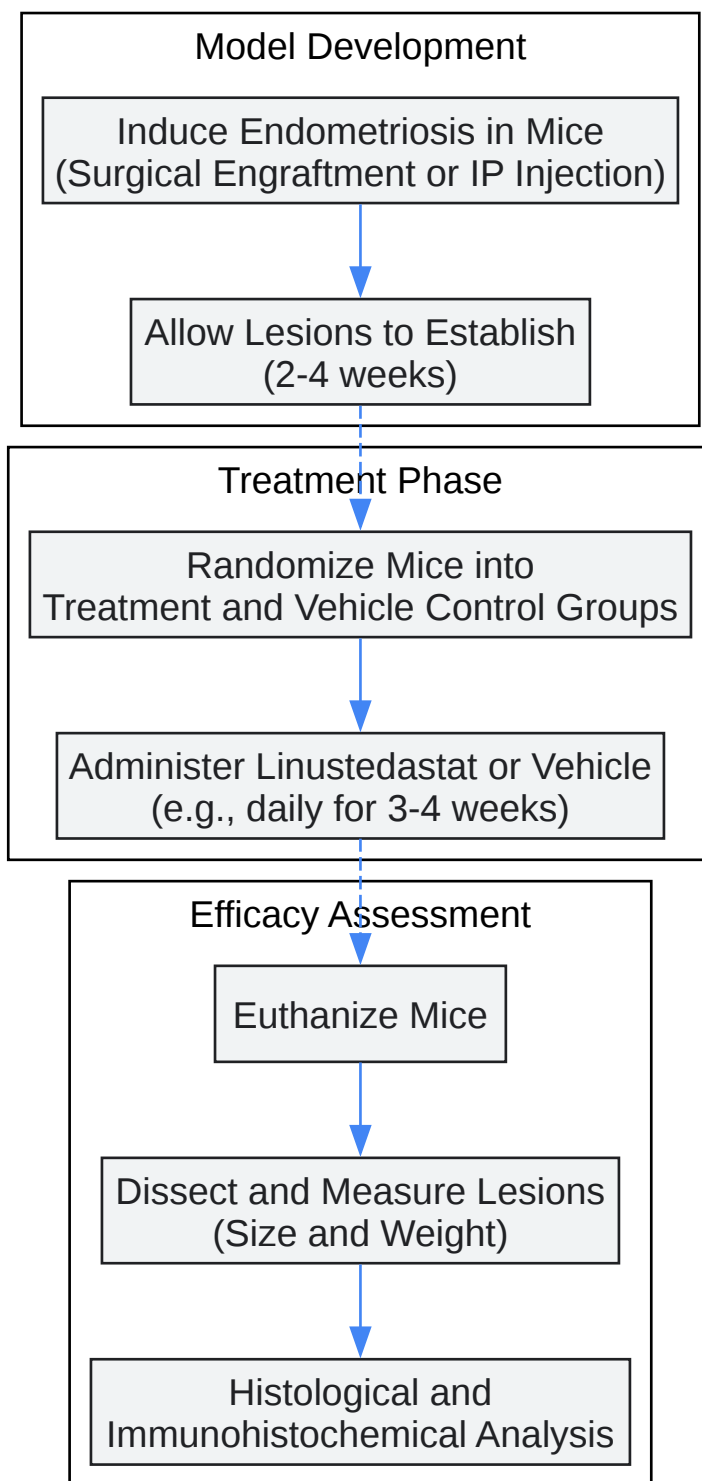 Model Development
Induce Endometriosis in Mice
(Surgical Engraftment or IP Injection)
Allow Lesions to Establish
(2-4 weeks)
Treatment Phase
Randomize Mice into
Treatment and Vehicle Control Groups
Administer Linustedastat or Vehicle
(e.g., daily for 3-4 weeks)
Efficacy Assessment
Euthanize Mice
Dissect and Measure Lesions
(Size and Weight)
Histological and
Immunohistochemical Analysis